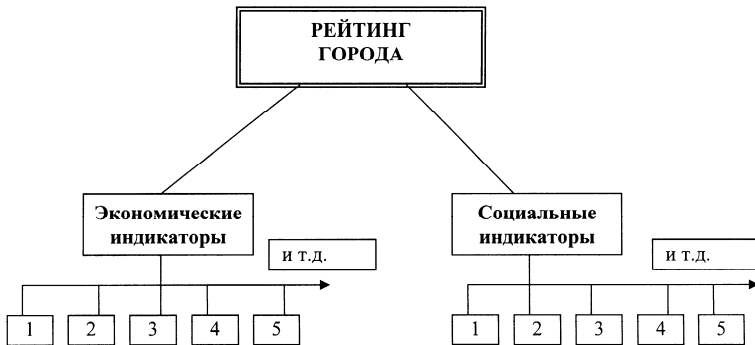 РЕЙТИНГ
ГОРОДА
Экономические
индикаторы
и т.д.
1 2 3 4 5
Социальные
индикаторы
и т.д.
1 2 3 4 5